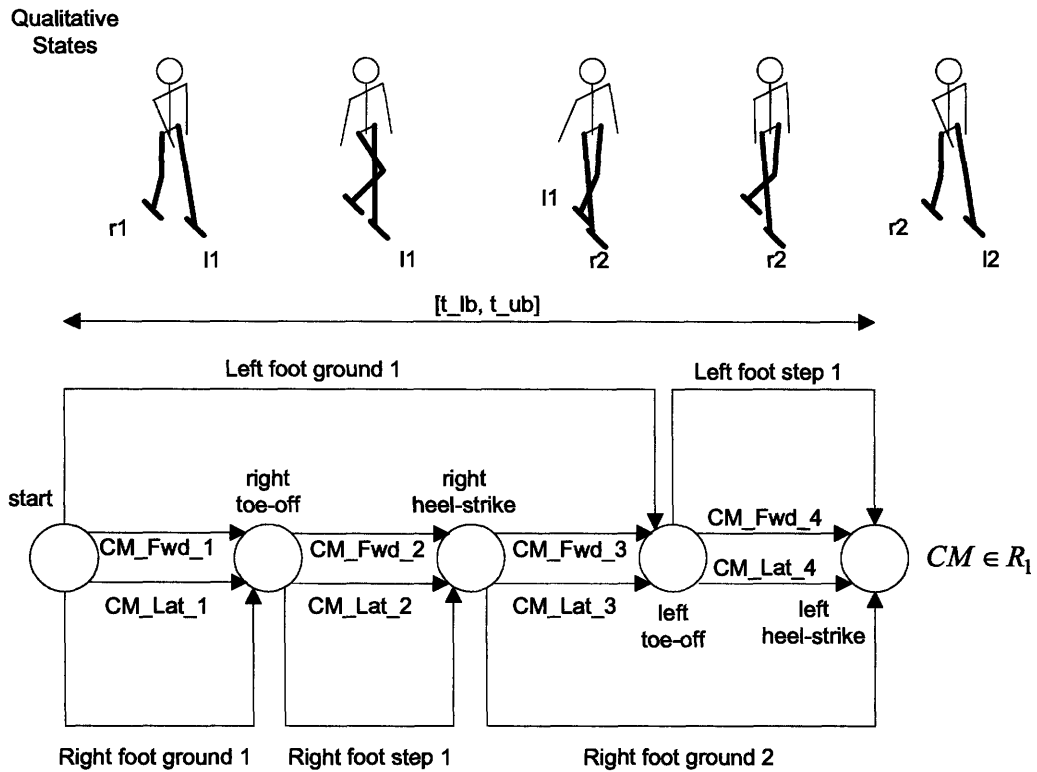 Qualitative
States
r1
l1
l1
l1
r2
r2
r2
l2
[t_lb, t_ub]
Left foot ground 1
Left foot step 1
start
right
toe-off
right
heel-strike
CM_Fwd_1
CM_Fwd_2
CM_Fwd_3
CM_Fwd_4
CM_Lat_1
CM_Lat_2
CM_Lat_3
CM_Lat_4
CM ∈ R₁
left
toe-off
left
heel-strike
Right foot ground 1
Right foot step 1
Right foot ground 2